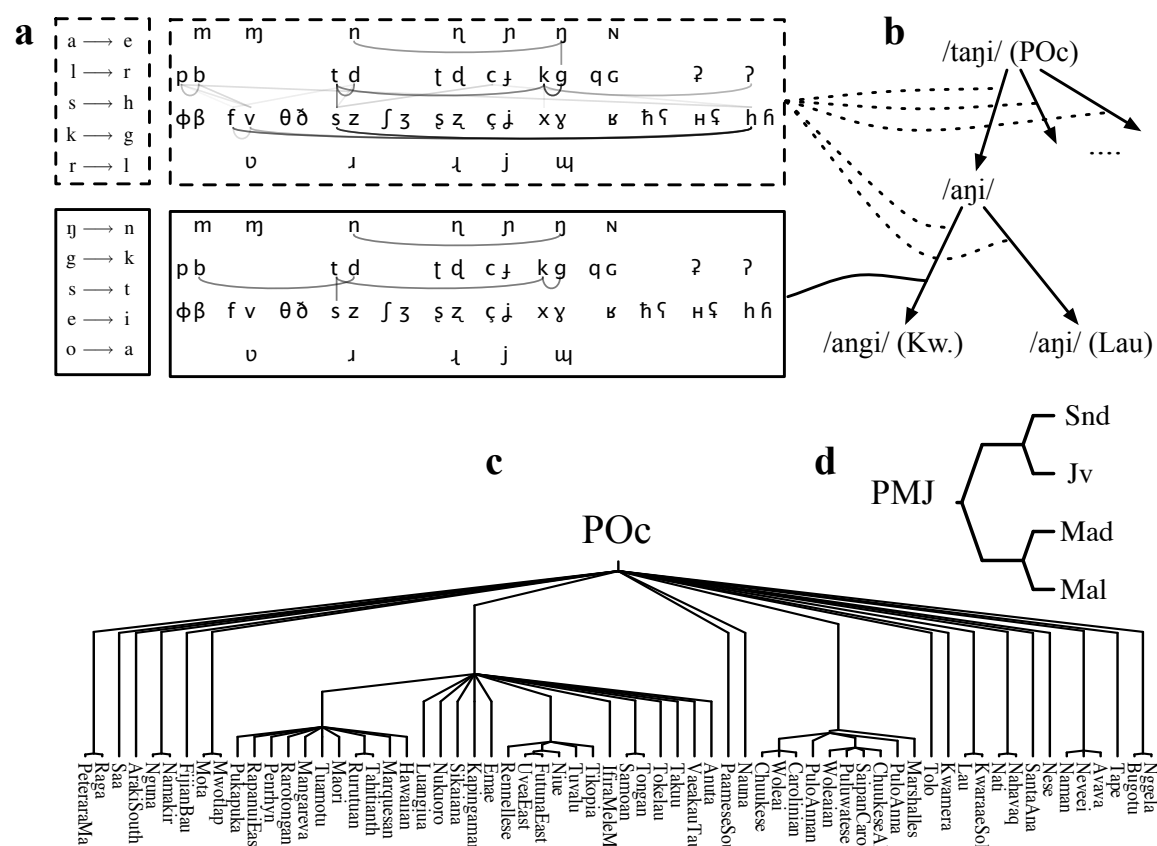 a
a → e
l → r
s → h
k → g
r → l
m ɱ n ɳ ɲ ŋ ɴ
p b t d ʈ ɖ c ɟ k g q ɢ ʡ ʔ
ɸ β f v θ ð s z ʃ ʒ ʂ ʐ ç ʝ x ɣ ʁ ħ ʕ ʜ ʢ h ɦ
ʋ ɹ ɻ j ɰ
ŋ → n
g → k
s → t
e → i
o → a
m ɱ n ɳ ɲ ŋ ɴ
p b t d ʈ ɖ c ɟ k g q ɢ ʡ ʔ
ɸ β f v θ ð s z ʃ ʒ ʂ ʐ ç ʝ x ɣ ʁ ħ ʕ ʜ ʢ h ɦ
ʋ ɹ ɻ j ɰ
b
/taŋi/ (POc)
....
/aŋi/
/angi/ (Kw.)
/aŋi/ (Lau)
c
POc
d
PMJ
Snd
Jv
Mad
Mal
PeteraraMa
Raga
Saa
ArakiSouth
Nguna
Namakir
FijianBau
Mota
Mwotlap
Pukapuka
RapanuiEas
Penrhyn
Rarotongan
Mangareva
Tuamotu
Maori
Rurutuan
Tahitianth
Marquesan
Hawaiian
Luangiua
Nukuoro
Sikaiana
Kapingamar
Emae
Rennellese
UveaEast
FutunaEast
Niue
Tuvalu
Tikopia
IfiraMeleM
Samoan
Tongan
Tokelau
Takuu
VaeakauTau
Anuta
PaameseSou
Nauna
Chuukese
Woleai
Carolinian
PuloAnnan
Woleaian
Puluwatese
SaipanCaro
ChuukeseA
PuloAnna
Marshalles
Tolo
Kwamera
Lau
KwaraaeSol
Nati
Nahavaq
SantaAna
Nese
Naman
Neveei
Avava
Tape
Bugotu
Nggela